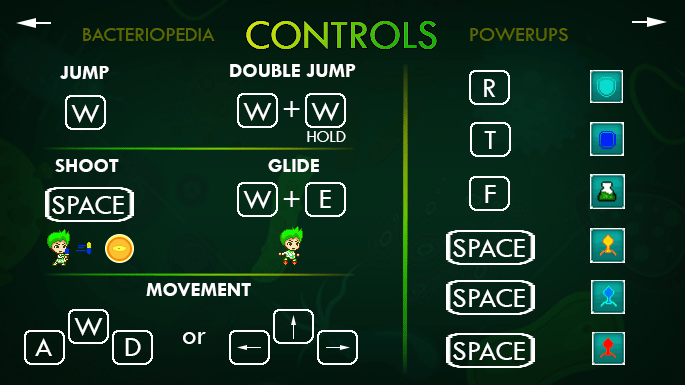 BACTERIOPEDIA CONTROLS POWERUPS
JUMP
W
DOUBLE JUMP
W + W
HOLD
SHOOT
SPACE
GLIDE
W + E
MOVEMENT
W
A D
or
R
T
F
SPACE
SPACE
SPACE